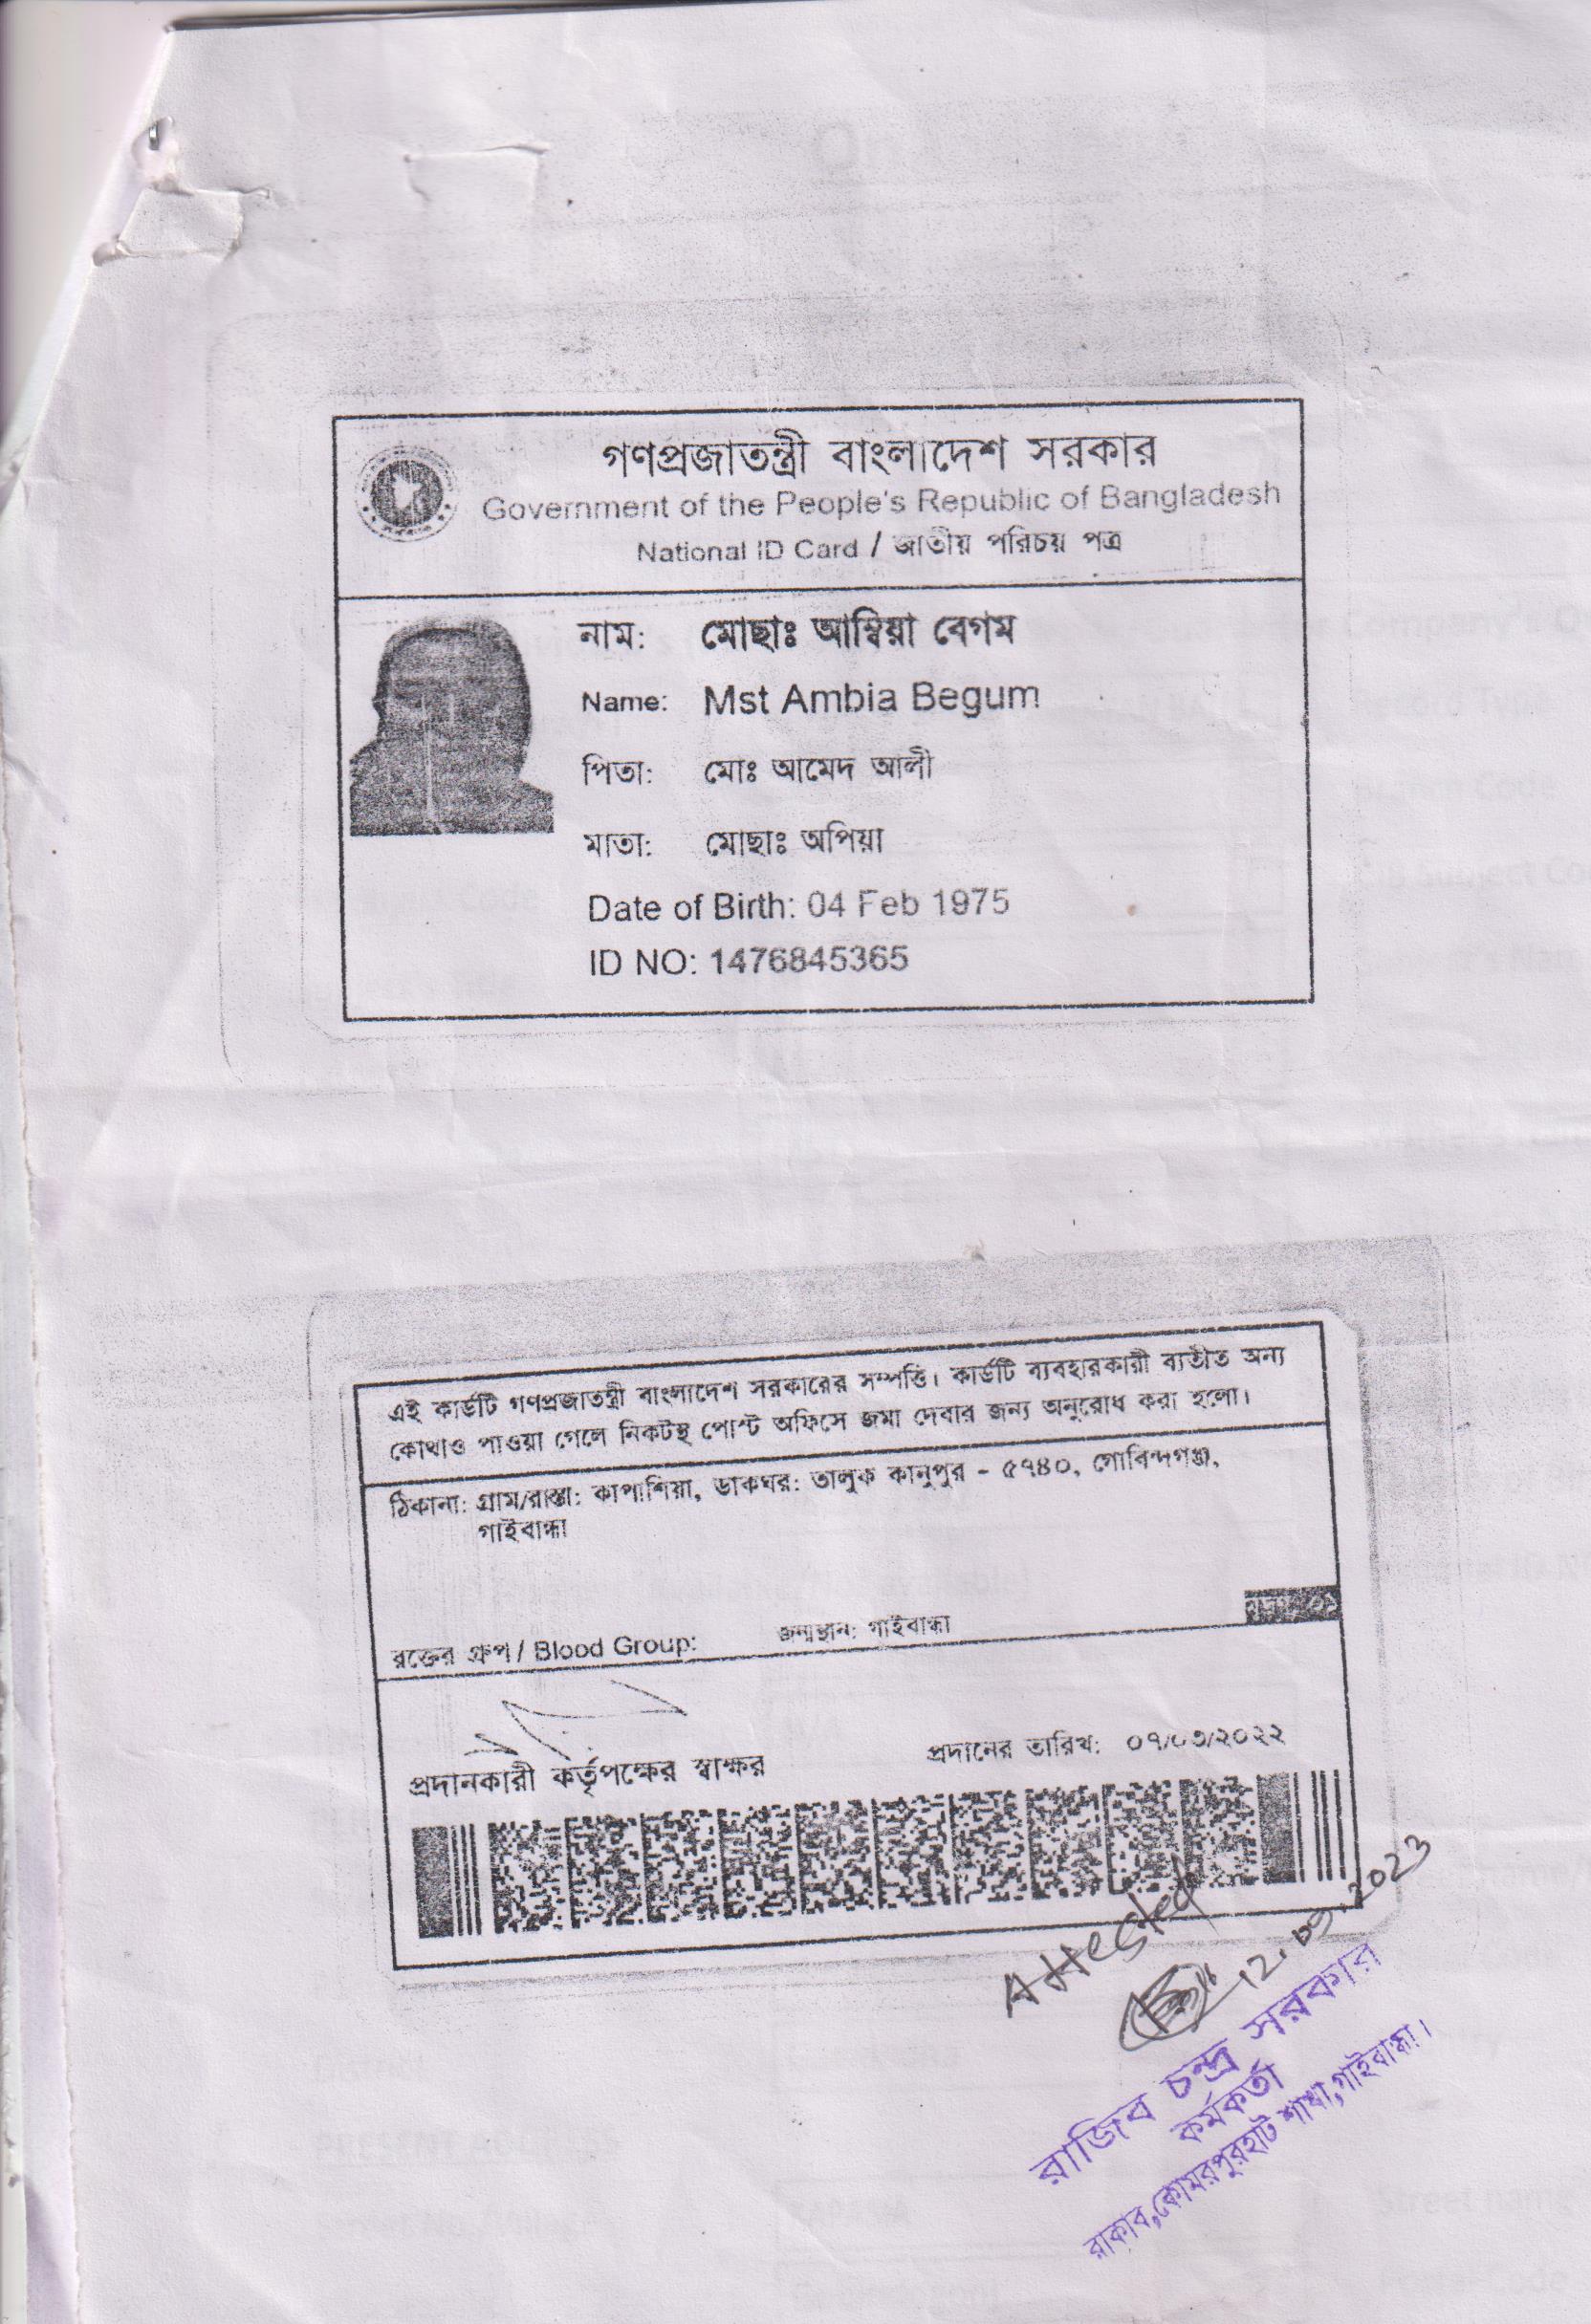 গণপ্রজাতন্ত্রী বাংলাদেশ সরকার
Government of the People's Republic of Bangladesh
National ID Card / জাতীয় পরিচয় পত্র
নাম: মোছাঃ আম্বিয়া বেগম
Name: Mst Ambia Begum
পিতা: মোঃ আমেদ আলী
মাতা: মোছাঃ অপিয়া
Date of Birth: 04 Feb 1975
ID NO: 1476845365
এই কার্ডটি গণপ্রজাতন্ত্রী বাংলাদেশ সরকারের সম্পত্তি। কার্ডটি ব্যবহারকারী ব্যতীত অন্য
কোথাও পাওয়া গেলে নিকটস্থ পোস্ট অফিসে জমা দেবার জন্য অনুরোধ করা হলো।
ঠিকানা: গ্রাম/রাস্তা: কাপাশিয়া, ডাকঘর: তালুক কানুপুর - ৫৭৪০, গোবিন্দগঞ্জ,
গাইবান্ধা
রক্তের গ্রুপ / Blood Group: জন্মস্থান: গাইবান্ধা
প্রদানকারী কর্তৃপক্ষের স্বাক্ষর প্রদানের তারিখ: ০৭/০৩/২০২২
Attested
12.09.2023
রাজিব চন্দ্র সরকার
কর্মকর্তা
রাকাব,কোমরপুরহাট শাখা,গাইবান্ধা।